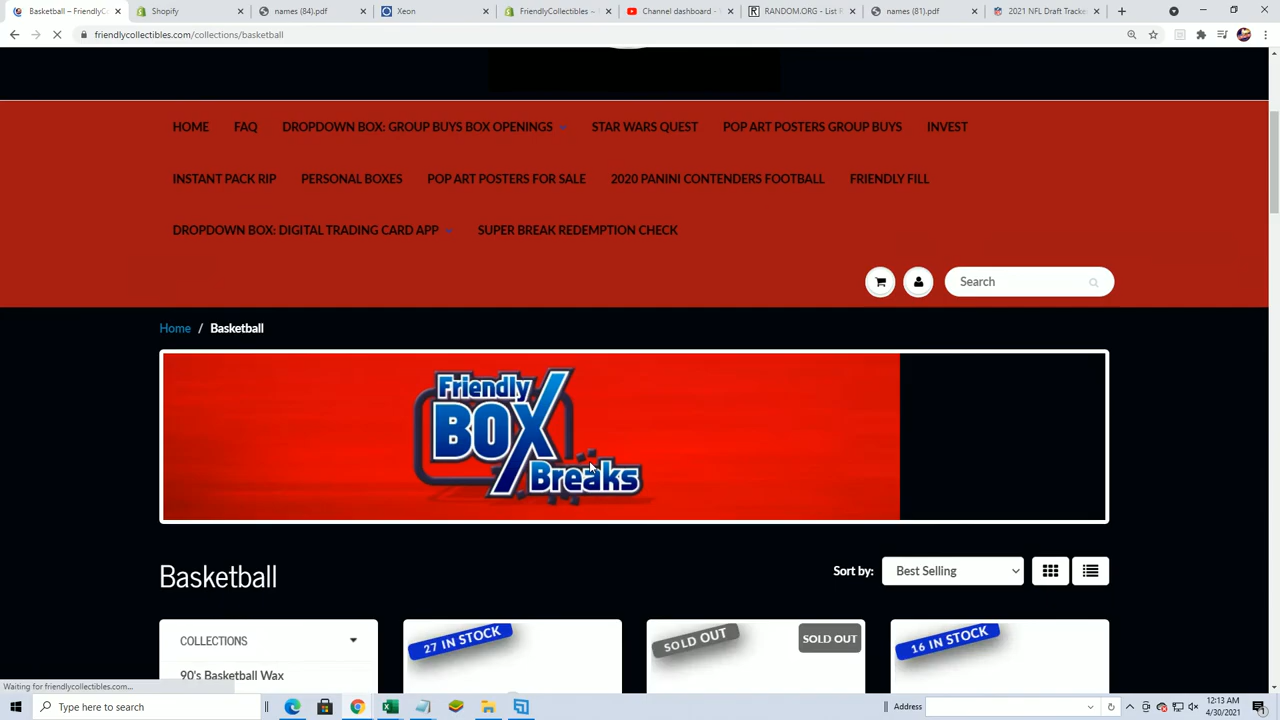 Basketball – FriendlyC
Shopify
names (84).pdf
Xeon
FriendlyCollectibles –
Channel dashboard -
RANDOM.ORG - List R
names (81).pdf
2021 NFL Draft Tracke
friendlycollectibles.com/collections/basketball
HOME FAQ DROPDOWN BOX: GROUP BUYS BOX OPENINGS STAR WARS QUEST POP ART POSTERS GROUP BUYS INVEST
INSTANT PACK RIP PERSONAL BOXES POP ART POSTERS FOR SALE 2020 PANINI CONTENDERS FOOTBALL FRIENDLY FILL
DROPDOWN BOX: DIGITAL TRADING CARD APP SUPER BREAK REDEMPTION CHECK
Search
Home / Basketball
Friendly
BOX
Breaks
Basketball
Sort by: Best Selling
COLLECTIONS
90's Basketball Wax
27 IN STOCK
SOLD OUT
SOLD OUT
16 IN STOCK
Waiting for friendlycollectibles.com...
Type here to search
Address
12:13 AM
4/30/2021